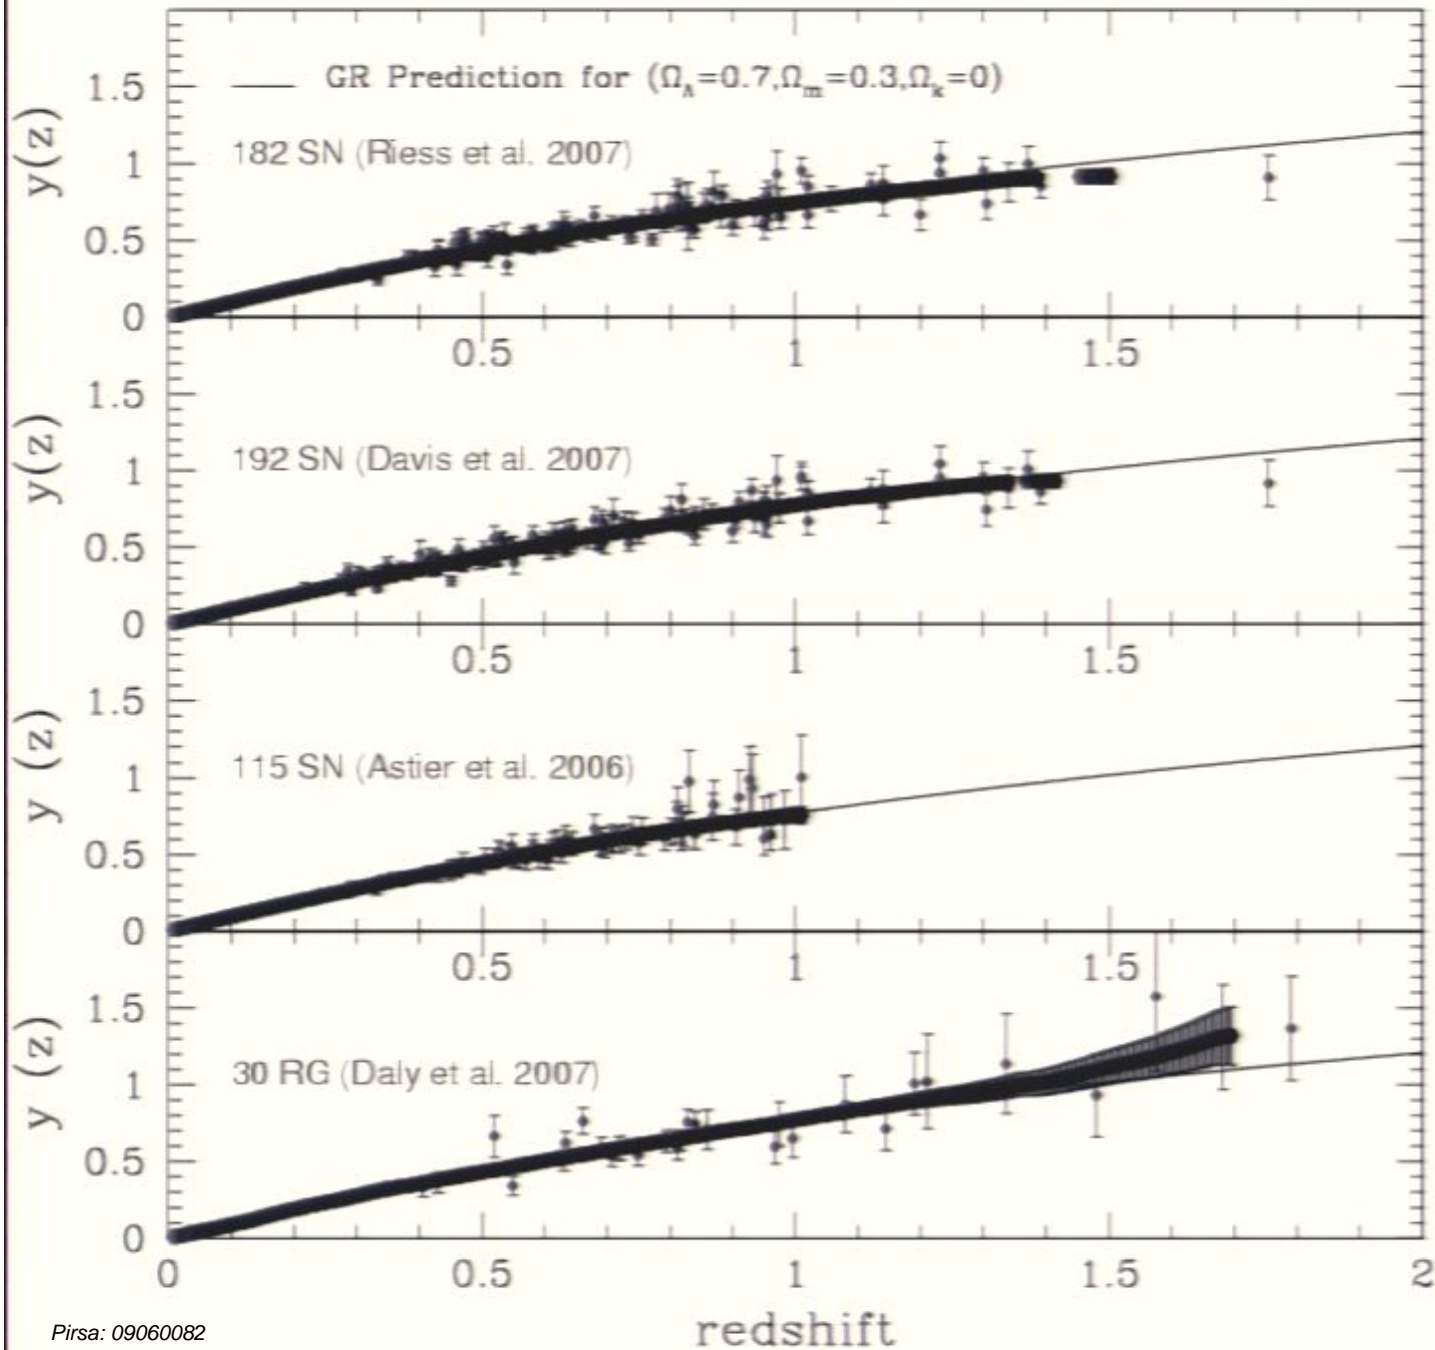 1.5
GR Prediction for (Ω_Λ=0.7,Ω_m=0.3,Ω_k=0)
y(z)
1
182 SN (Riess et al. 2007)
0.5
0
0.5 1 1.5
1.5
y(z)
1
192 SN (Davis et al. 2007)
0.5
0
0.5 1 1.5
1.5
y (z)
1
115 SN (Astier et al. 2006)
0.5
0
0.5 1 1.5
1.5
y (z)
1
30 RG (Daly et al. 2007)
0.5
0
0 0.5 1 1.5 2
redshift
Pirsa: 09060082